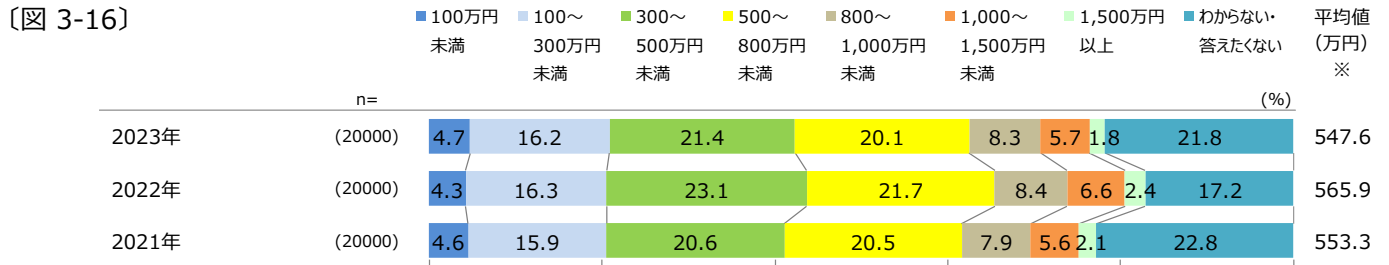 〔図 3-16〕
100万円 100～ 300～ 500～ 800～ 1,000～ 1,500万円 わからない・ 平均値
未満 300万円 500万円 800万円 1,000万円 1,500万円 以上 答えたくない (万円)
未満 未満 未満 未満 未満 ※
n= (%)
2023年 (20000) 4.7 16.2 21.4 20.1 8.3 5.7 1.8 21.8 547.6
2022年 (20000) 4.3 16.3 23.1 21.7 8.4 6.6 2.4 17.2 565.9
2021年 (20000) 4.6 15.9 20.6 20.5 7.9 5.6 2.1 22.8 553.3